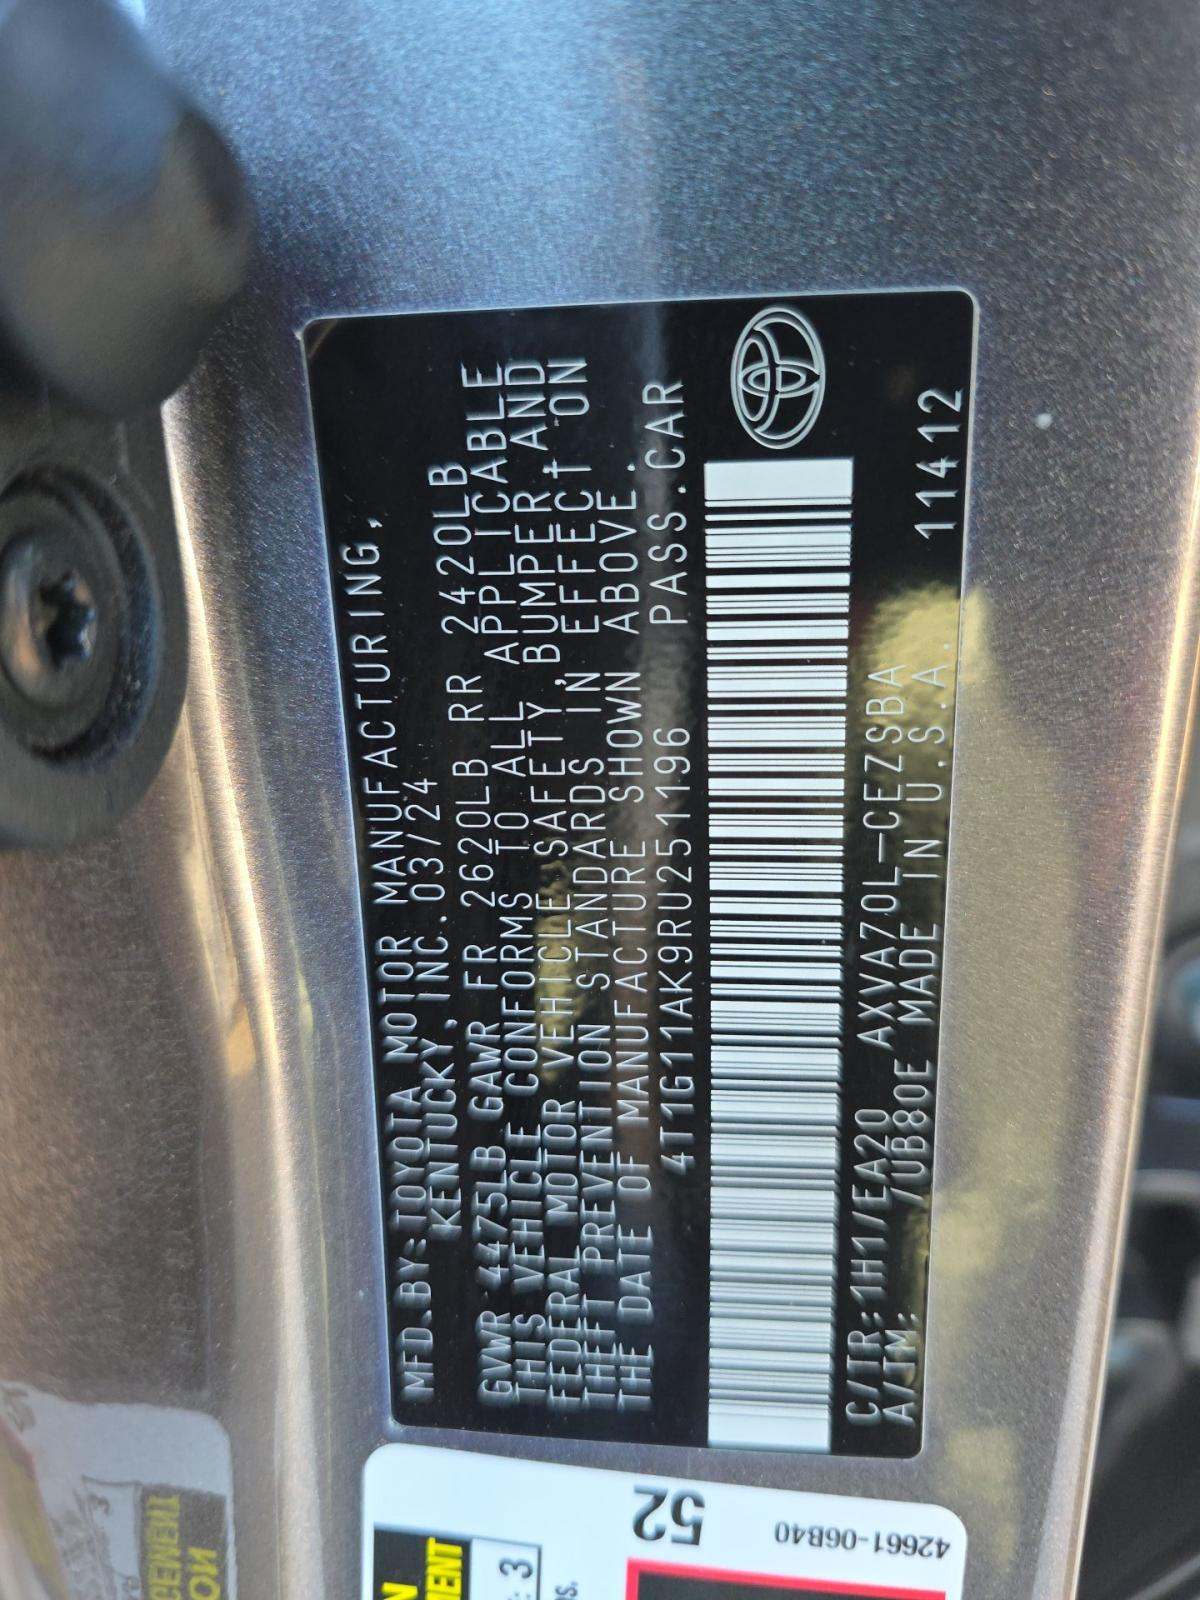 MFD.BY:TOYOTA MOTOR MANUFACTURING,
KENTUCKY, INC.03/24
GVWR 4475LB GAWR FR 2620LB RR 2420LB
THIS VEHICLE CONFORMS TO ALL APPLICABLE
FEDERAL MOTOR VEHICLE SAFETY,BUMPER AND
THEFT PREVENTION STANDARDS IN EFFECT ON
THE DATE OF MANUFACTURE SHOWN ABOVE.
4T1G11AK9RU251196 PASS.CAR
C/TR:1H1/EA20 AXVA70L-CEZSBA
A/TM: /UB80E MADE IN U.S.A. 11412
52
42661-06B40
: 3